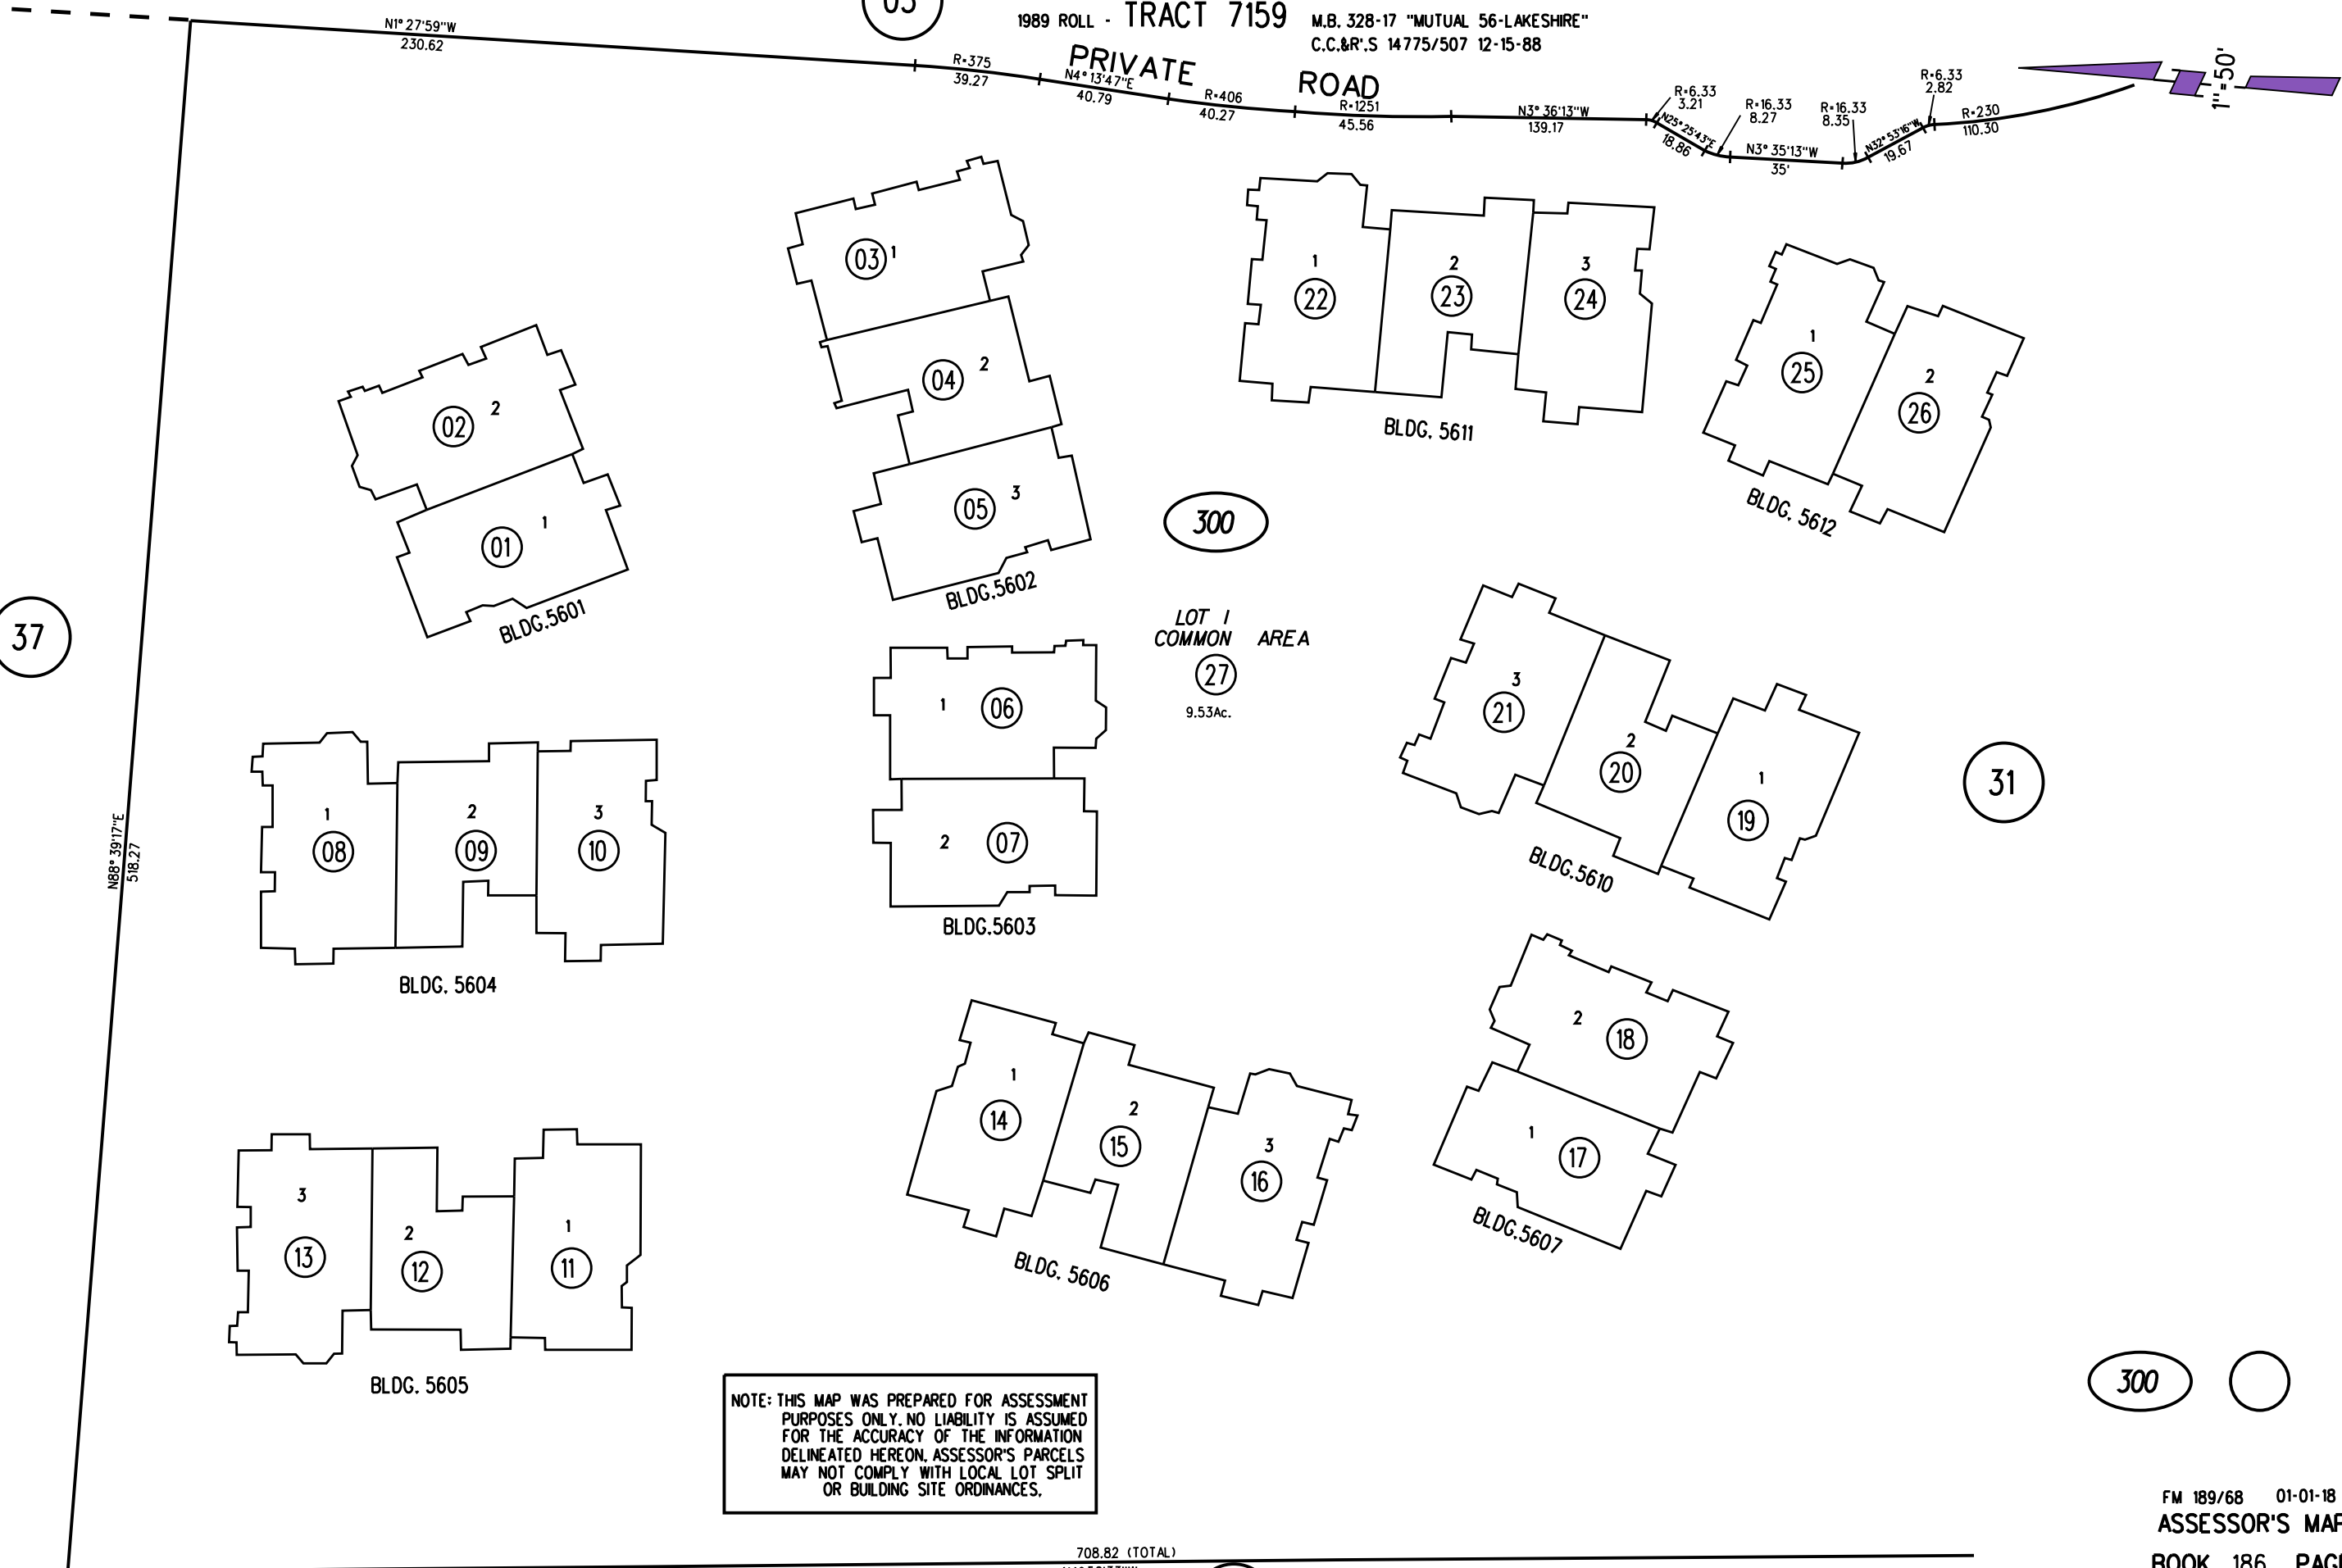 05
1989 ROLL - TRACT 7159 M.B. 328-17 "MUTUAL 56-LAKESHIRE"
C.C.&R'.S 14775/507 12-15-88
N1° 27'59"W
230.62
R=375
39.27
PRIVATE ROAD
N4° 13'47"E
40.79
R=406
40.27
R=1251
45.56
N3° 36'13"W
139.17
R=6.33
3.21
N25° 25'43"E
18.86
R=16.33
8.27
N3° 35'13"W
35'
R=16.33
8.35
N32° 53'16"W
19.67
R=6.33
2.82
R=230
110.30
1"=50'
03 1
04 2
05 3
BLDG.5602
02 2
01 1
BLDG.5601
1 2 3
22 23 24
BLDG. 5611
1
25
2
26
BLDG. 5612
300
LOT 1
COMMON AREA
27
9.53Ac.
37
N88° 39'17"E
518.27
1 06
2 07
BLDG.5603
1 2 3
08 09 10
BLDG. 5604
3
21
2
20
1
19
BLDG.5610
31
2 18
1 17
BLDG.5607
1
14
2
15
3
16
BLDG. 5606
3
13
2
12
1
11
BLDG. 5605
NOTE: THIS MAP WAS PREPARED FOR ASSESSMENT
PURPOSES ONLY. NO LIABILITY IS ASSUMED
FOR THE ACCURACY OF THE INFORMATION
DELINEATED HEREON. ASSESSOR'S PARCELS
MAY NOT COMPLY WITH LOCAL LOT SPLIT
OR BUILDING SITE ORDINANCES.
300
FM 189/68 01-01-18
ASSESSOR'S MAP
BOOK 186 PAGE
708.82 (TOTAL)